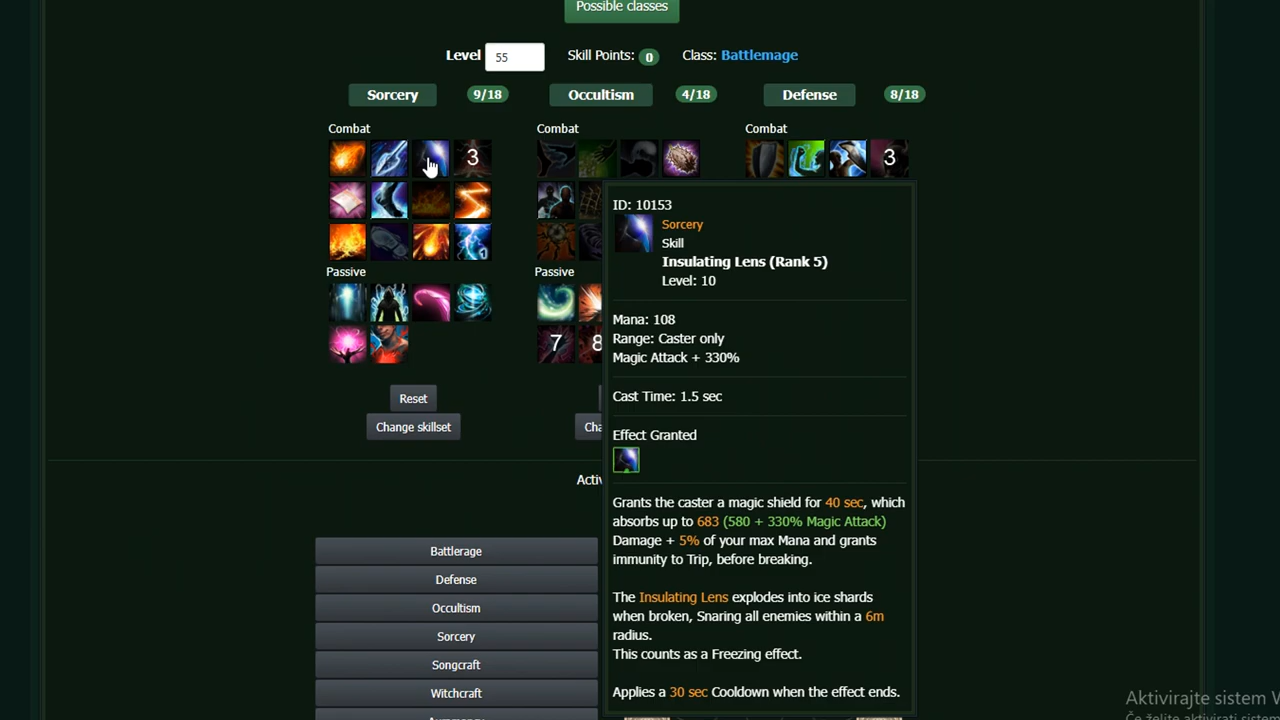 Possible classes
Level 55 Skill Points: 0 Class: Battlemage
Sorcery 9/18 Occultism 4/18 Defense 8/18
Combat Combat Combat
3 3
ID: 10153
Sorcery
Skill
Insulating Lens (Rank 5)
Level: 10
Passive Passive
Mana: 108
Range: Caster only
Magic Attack + 330%
7 8
Cast Time: 1.5 sec
Reset
Change skillset
Effect Granted
Grants the caster a magic shield for 40 sec, which
absorbs up to 683 (580 + 330% Magic Attack)
Damage + 5% of your max Mana and grants
immunity to Trip, before breaking.
The Insulating Lens explodes into ice shards
when broken, Snaring all enemies within a 6m
radius.
This counts as a Freezing effect.
Applies a 30 sec Cooldown when the effect ends.
Battlerage
Defense
Occultism
Sorcery
Songcraft
Witchcraft
Aktivirajte sistem W